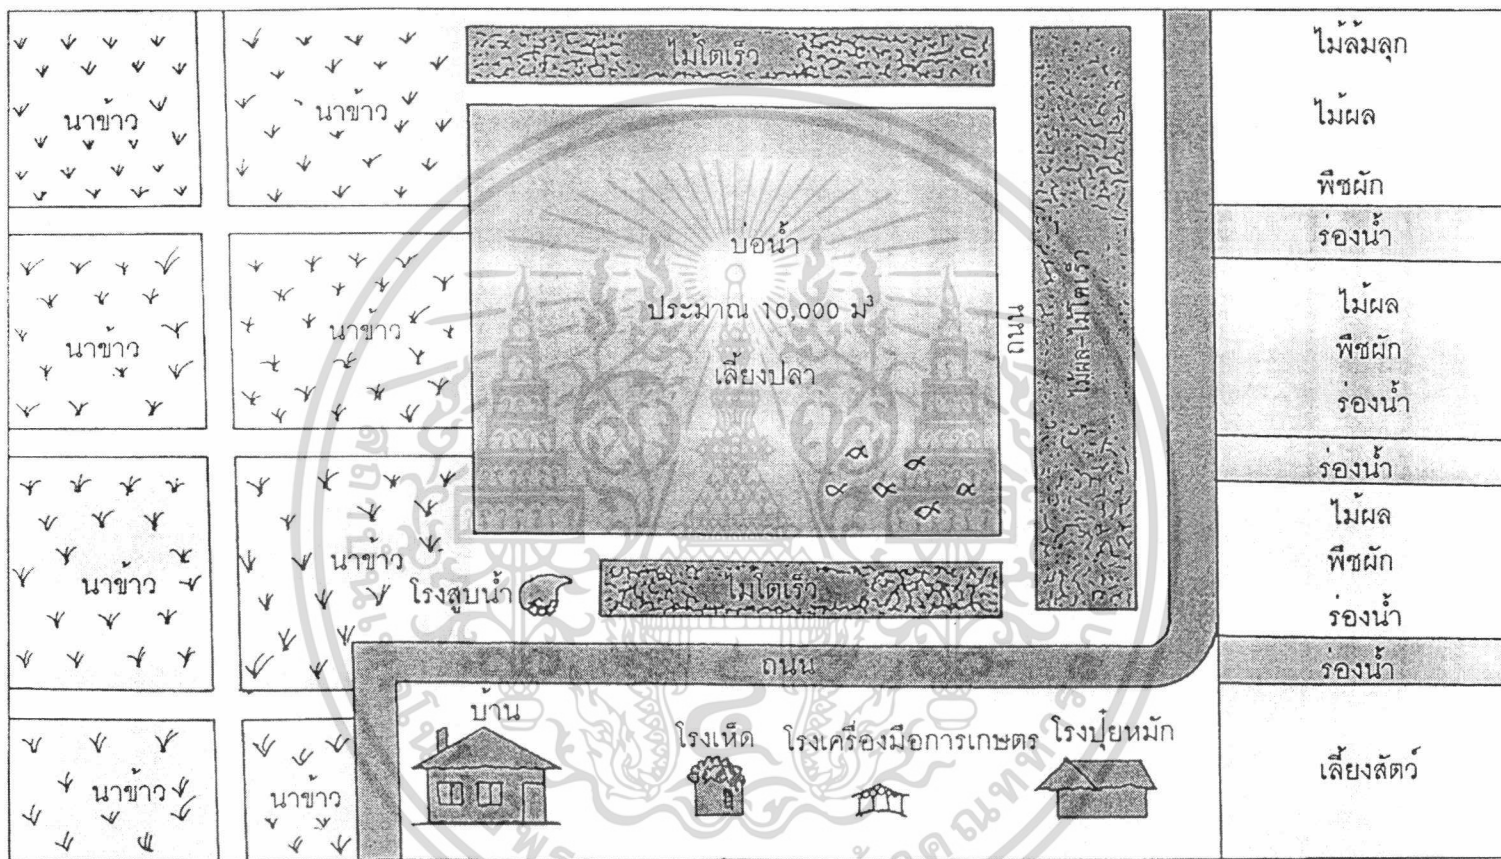 ไม้โตเร็ว
ไม้ล้มลุก
นาข้าว
นาข้าว
ไม้ผล
พืชผัก
ร่องน้ำ
บ่อน้ำ
ประมาณ 10,000 ม³
เลี้ยงปลา
ถนน
ไม้ผล-ไม้โตเร็ว
นาข้าว
นาข้าว
ไม้ผล
พืชผัก
ร่องน้ำ
ร่องน้ำ
ไม้ผล
พืชผัก
ร่องน้ำ
นาข้าว
นาข้าว
โรงสูบน้ำ
ไม้โตเร็ว
ถนน
ร่องน้ำ
บ้าน
โรงเห็ด
โรงเครื่องมือการเกษตร
โรงปุ๋ยหมัก
เลี้ยงสัตว์
นาข้าว
นาข้าว